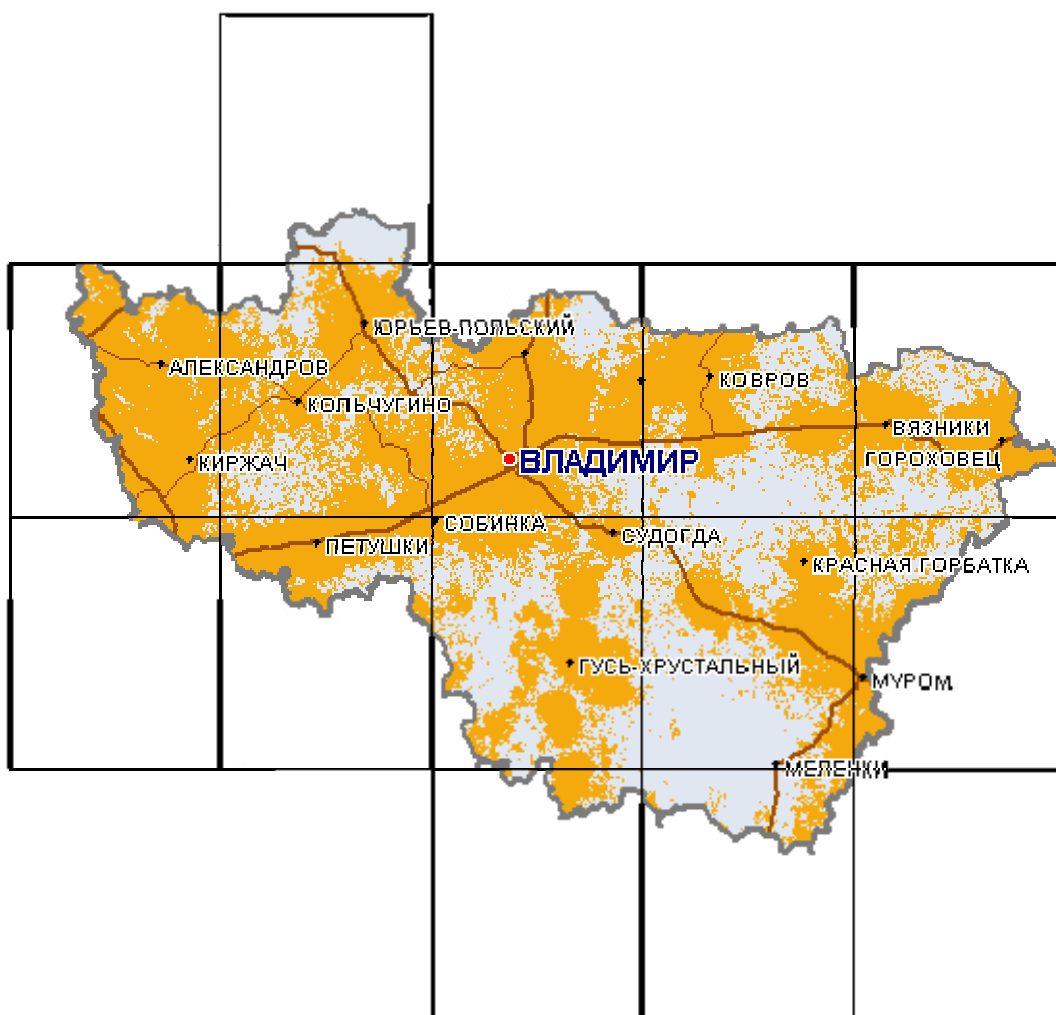 ЮРЬЕВ-ПОЛЬСКИЙ
АЛЕКСАНДРОВ
КОВРОВ
КОЛЬЧУГИНО
ВЯЗНИКИ
КИРЖАЧ
ВЛАДИМИР
ГОРОХОВЕЦ
СОБИНКА
СУДОГДА
ПЕТУШКИ
КРАСНАЯ ГОРБАТКА
ГУСЬ-ХРУСТАЛЬНЫЙ
МУРОМ
МЕЛЕНКИ